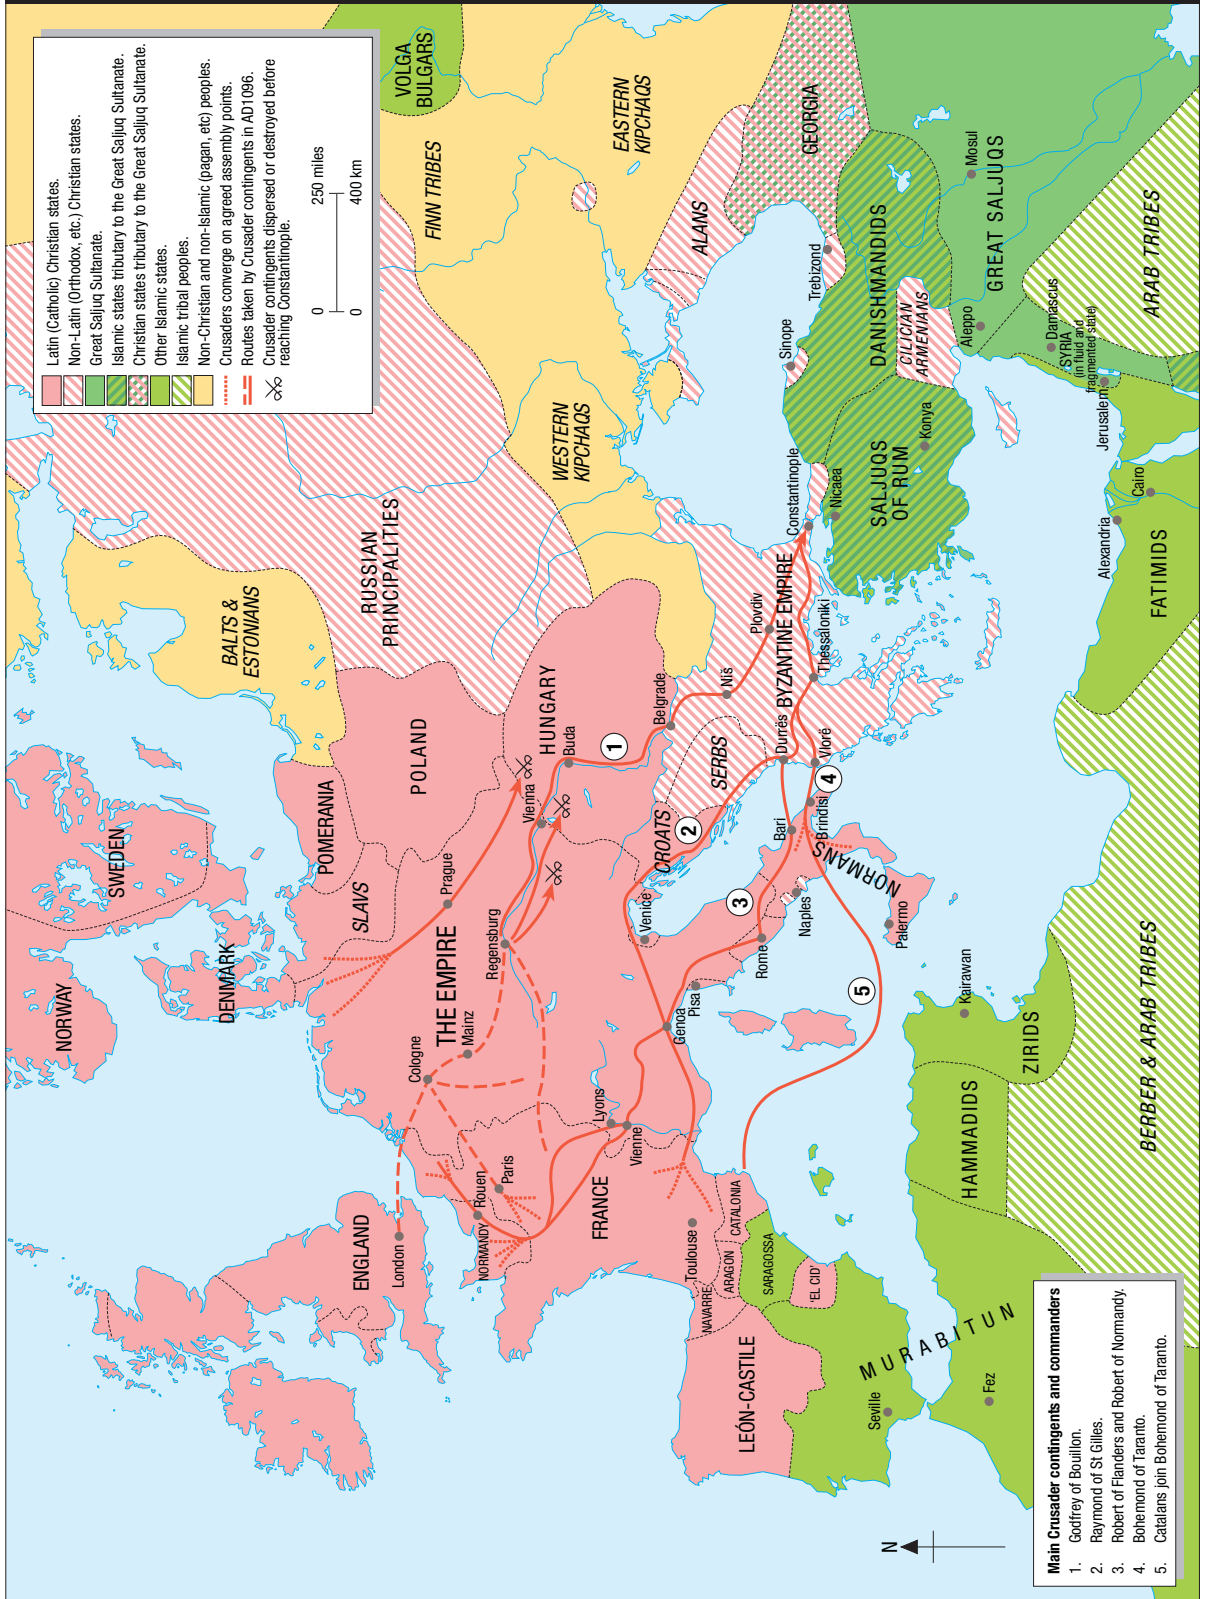 Latin (Catholic) Christian states.
Non-Latin (Orthodox, etc.) Christian states.
Great Saljuq Sultanate.
Islamic states tributary to the Great Saljuq Sultanate.
Christian states tributary to the Great Saljuq Sultanate.
Other Islamic states.
Islamic tribal peoples.
Non-Christian and non-Islamic (pagan, etc) peoples.
Crusaders converge on agreed assembly points.
Routes taken by Crusader contingents in AD1096.
Crusader contingents dispersed or destroyed before
reaching Constantinople.
0 250 miles
0 400 km
NORWAY
SWEDEN
DENMARK
BALTS &
ESTONIANS
FINN TRIBES
VOLGA
BULGARS
RUSSIAN
PRINCIPALITIES
POMERANIA
SLAVS
POLAND
ENGLAND
London
THE EMPIRE
Cologne
Mainz
Prague
Regensburg
Vienna
HUNGARY
Buda
1
WESTERN
KIPCHAQS
EASTERN
KIPCHAQS
NORMANDY
Rouen
Paris
FRANCE
Lyons
Vienne
Toulouse
Genoa
Pisa
Venice
CROATS
2
SERBS
Belgrade
Niš
Plovdiv
BYZANTINE EMPIRE
Constantinople
Nicaea
Thessaloniki
Durrës
Vlorë
ALANS
GEORGIA
Sinope
Trebizond
DANISHMANDIDS
SALJUQS
OF RUM
Konya
CILICIAN
ARMENIANS
Aleppo
Mosul
GREAT SALJUQS
Damascus
SYRIA
(in fluid and
fragmented state)
Jerusalem
ARAB TRIBES
NAVARRE
ARAGON
CATALONIA
SARAGOSSA
'EL CID'
LEÓN-CASTILE
Seville
MURABITUN
Fez
Rome
3
Naples
Bari
Brindisi
4
NORMANS
Palermo
5
Kairawan
ZIRIDS
HAMMADIDS
BERBER & ARAB TRIBES
Alexandria
Cairo
FATIMIDS
N
Main Crusader contingents and commanders
1. Godfrey of Bouillon.
2. Raymond of St Gilles.
3. Robert of Flanders and Robert of Normandy.
4. Bohemond of Taranto.
5. Catalans join Bohemond of Taranto.